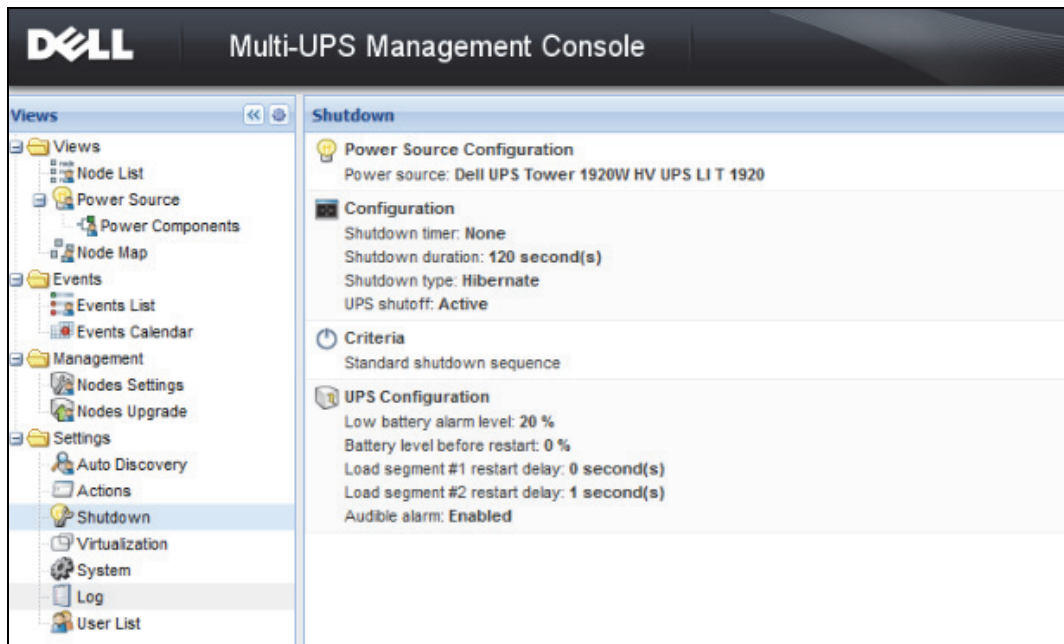 DELL
Multi-UPS Management Console
Views
Views
Node List
Power Source
Power Components
Node Map
Events
Events List
Events Calendar
Management
Nodes Settings
Nodes Upgrade
Settings
Auto Discovery
Actions
Shutdown
Virtualization
System
Log
User List
Shutdown
Power Source Configuration
Power source: Dell UPS Tower 1920W HV UPS LI T 1920
Configuration
Shutdown timer: None
Shutdown duration: 120 second(s)
Shutdown type: Hibernate
UPS shutoff: Active
Criteria
Standard shutdown sequence
UPS Configuration
Low battery alarm level: 20 %
Battery level before restart: 0 %
Load segment #1 restart delay: 0 second(s)
Load segment #2 restart delay: 1 second(s)
Audible alarm: Enabled